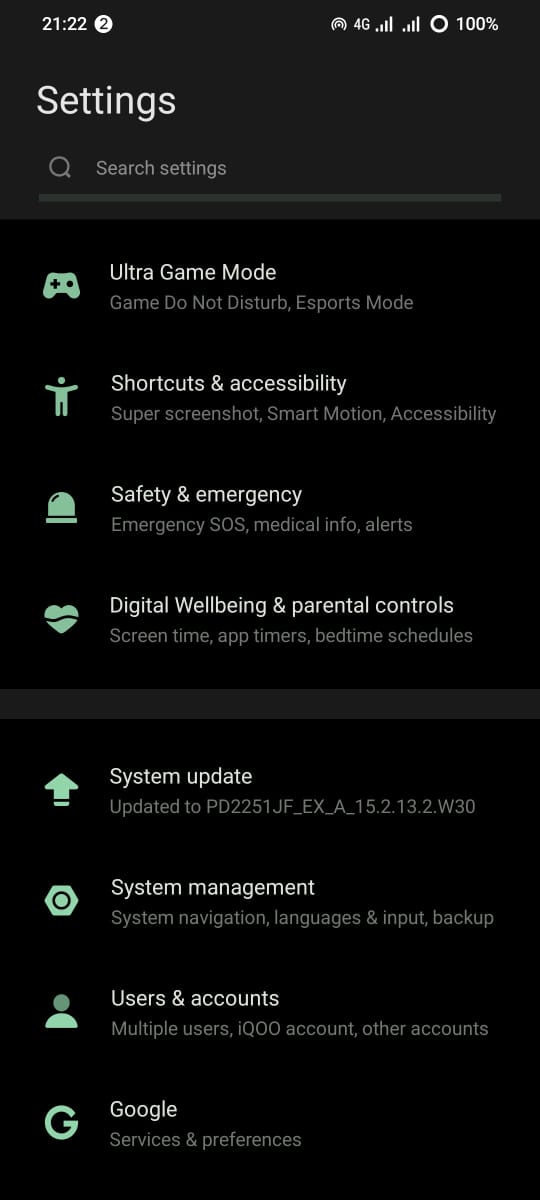 21:22 2 4G 100%
Settings
Search settings
Ultra Game Mode
Game Do Not Disturb, Esports Mode
Shortcuts & accessibility
Super screenshot, Smart Motion, Accessibility
Safety & emergency
Emergency SOS, medical info, alerts
Digital Wellbeing & parental controls
Screen time, app timers, bedtime schedules
System update
Updated to PD2251JF_EX_A_15.2.13.2.W30
System management
System navigation, languages & input, backup
Users & accounts
Multiple users, iQOO account, other accounts
Google
Services & preferences